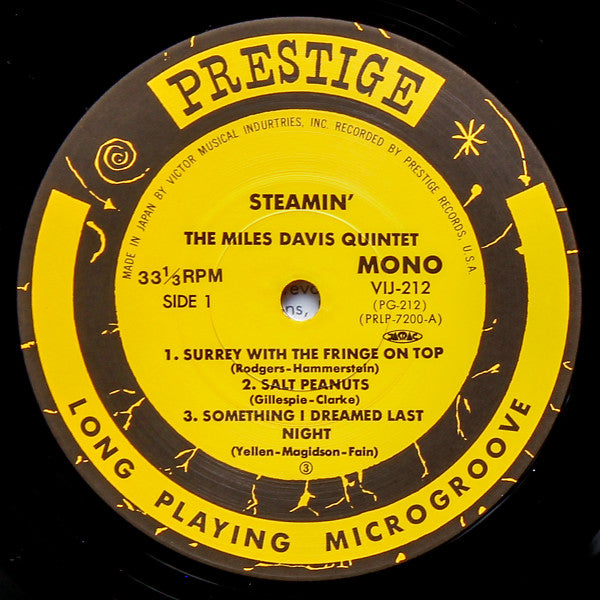 PRESTIGE
MADE IN JAPAN BY VICTOR MUSICAL INDURTRIES, INC. RECORDED BY PRESTIGE RECORDS, U.S.A.
STEAMIN'
THE MILES DAVIS QUINTET
33⅓RPM
SIDE 1
MONO
VIJ-212
(PG-212)
(PRLP-7200-A)
JASRAC
1. SURREY WITH THE FRINGE ON TOP
(Rodgers-Hammerstein)
2. SALT PEANUTS
(Gillespie-Clarke)
3. SOMETHING I DREAMED LAST
NIGHT
(Yellen-Magidson-Fain)
③
LONG PLAYING MICROGROOVE